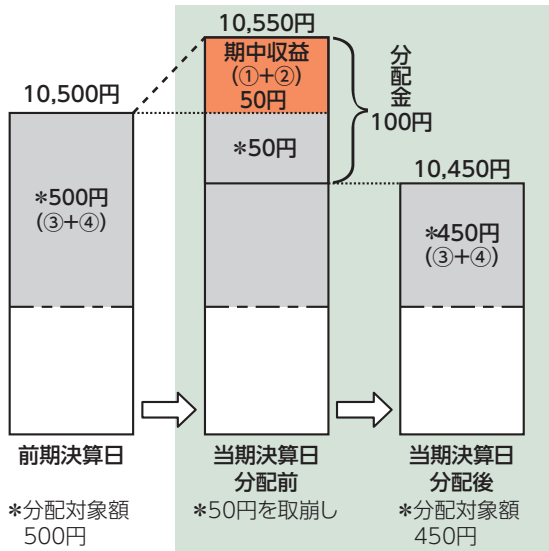 10,500円
*500円
(③+④)
前期決算日
*分配対象額
500円
10,550円
期中収益
(①+②)
50円
*50円
分配金
100円
当期決算日
分配前
*50円を取崩し
10,450円
*450円
(③+④)
当期決算日
分配後
*分配対象額
450円